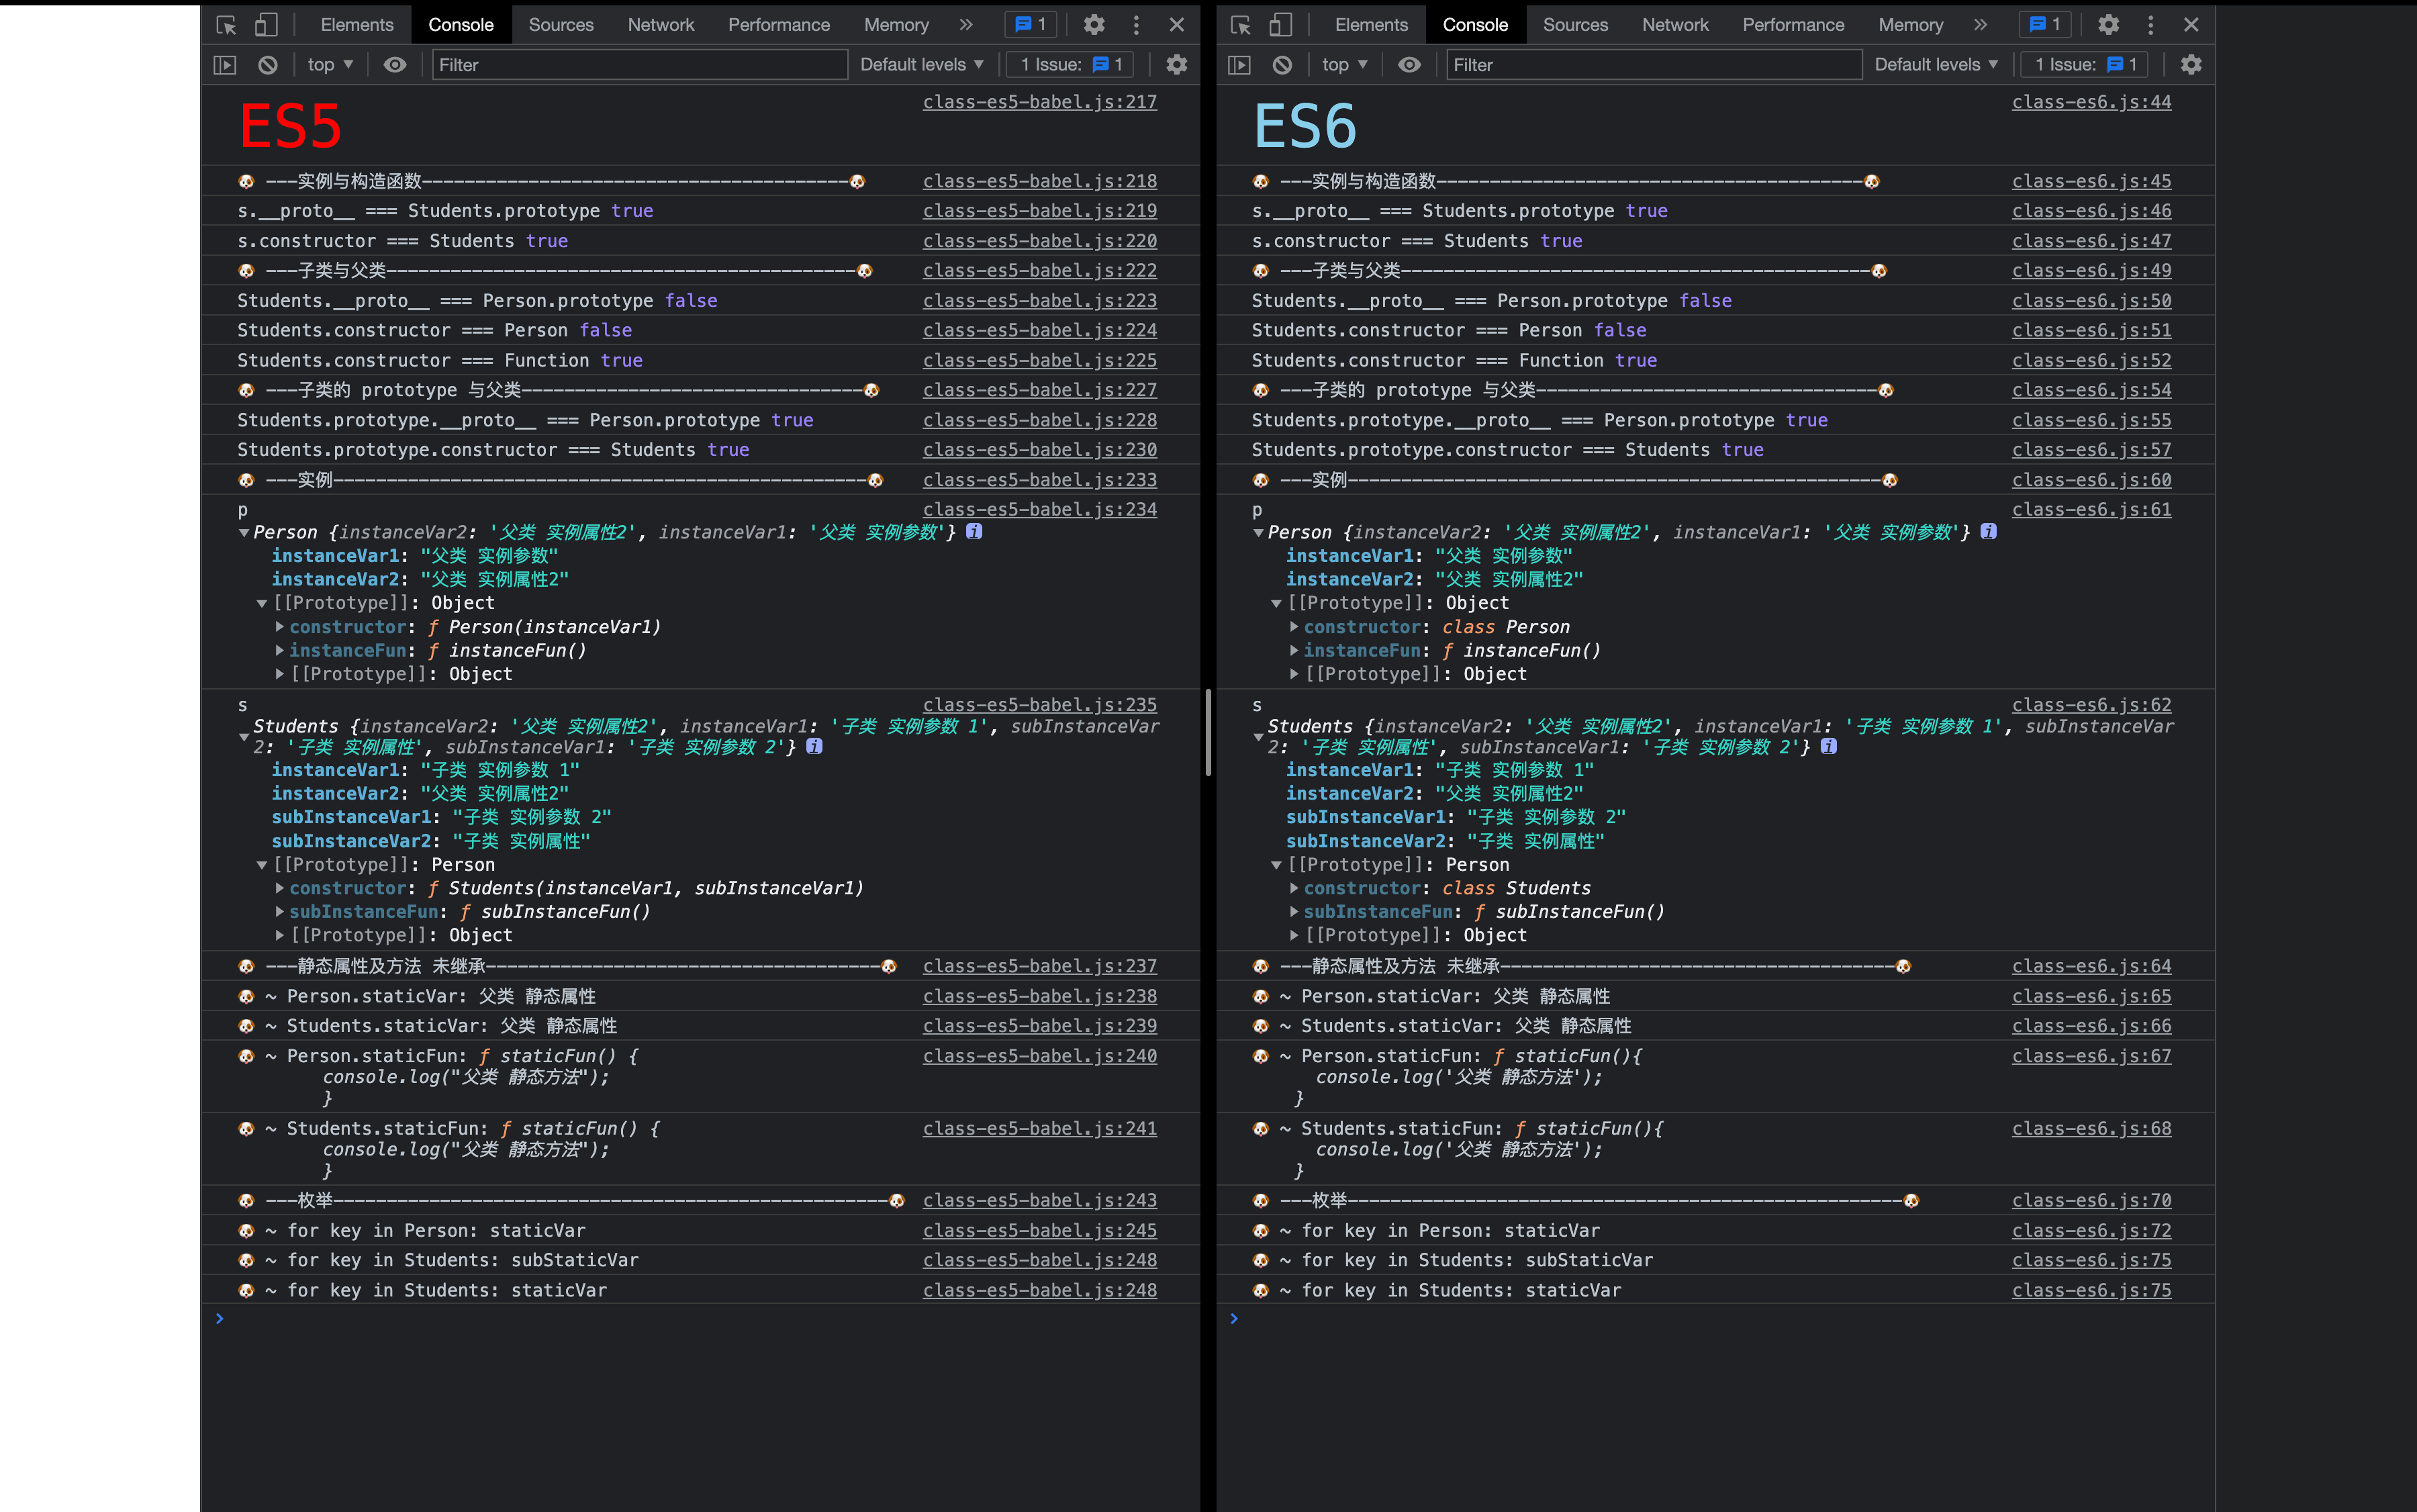 Elements Console Sources Network Performance Memory » 1
top ▼ Filter Default levels ▼ 1 Issue: 1
ES5 class-es5-babel.js:217
🐶 ---实例与构造函数----------------------------------------🐶 class-es5-babel.js:218
s.__proto__ === Students.prototype true class-es5-babel.js:219
s.constructor === Students true class-es5-babel.js:220
🐶 ---子类与父类--------------------------------------------🐶 class-es5-babel.js:222
Students.__proto__ === Person.prototype false class-es5-babel.js:223
Students.constructor === Person false class-es5-babel.js:224
Students.constructor === Function true class-es5-babel.js:225
🐶 ---子类的 prototype 与父类--------------------------------🐶 class-es5-babel.js:227
Students.prototype.__proto__ === Person.prototype true class-es5-babel.js:228
Students.prototype.constructor === Students true class-es5-babel.js:230
🐶 ---实例--------------------------------------------------🐶 class-es5-babel.js:233
p class-es5-babel.js:234
▼Person {instanceVar2: '父类 实例属性2', instanceVar1: '父类 实例参数'} i
instanceVar1: "父类 实例参数"
instanceVar2: "父类 实例属性2"
▼[[Prototype]]: Object
▶constructor: ƒ Person(instanceVar1)
▶instanceFun: ƒ instanceFun()
▶[[Prototype]]: Object
s class-es5-babel.js:235
Students {instanceVar2: '父类 实例属性2', instanceVar1: '子类 实例参数 1', subInstanceVar
▼2: '子类 实例属性', subInstanceVar1: '子类 实例参数 2'} i
instanceVar1: "子类 实例参数 1"
instanceVar2: "父类 实例属性2"
subInstanceVar1: "子类 实例参数 2"
subInstanceVar2: "子类 实例属性"
▼[[Prototype]]: Person
▶constructor: ƒ Students(instanceVar1, subInstanceVar1)
▶subInstanceFun: ƒ subInstanceFun()
▶[[Prototype]]: Object
🐶 ---静态属性及方法 未继承-------------------------------------🐶 class-es5-babel.js:237
🐶 ~ Person.staticVar: 父类 静态属性 class-es5-babel.js:238
🐶 ~ Students.staticVar: 父类 静态属性 class-es5-babel.js:239
🐶 ~ Person.staticFun: ƒ staticFun() { class-es5-babel.js:240
console.log("父类 静态方法");
}
🐶 ~ Students.staticFun: ƒ staticFun() { class-es5-babel.js:241
console.log("父类 静态方法");
}
🐶 ---枚举----------------------------------------------------🐶 class-es5-babel.js:243
🐶 ~ for key in Person: staticVar class-es5-babel.js:245
🐶 ~ for key in Students: subStaticVar class-es5-babel.js:248
🐶 ~ for key in Students: staticVar class-es5-babel.js:248
>
Elements Console Sources Network Performance Memory » 1
top ▼ Filter Default levels ▼ 1 Issue: 1
ES6 class-es6.js:44
🐶 ---实例与构造函数----------------------------------------🐶 class-es6.js:45
s.__proto__ === Students.prototype true class-es6.js:46
s.constructor === Students true class-es6.js:47
🐶 ---子类与父类--------------------------------------------🐶 class-es6.js:49
Students.__proto__ === Person.prototype false class-es6.js:50
Students.constructor === Person false class-es6.js:51
Students.constructor === Function true class-es6.js:52
🐶 ---子类的 prototype 与父类--------------------------------🐶 class-es6.js:54
Students.prototype.__proto__ === Person.prototype true class-es6.js:55
Students.prototype.constructor === Students true class-es6.js:57
🐶 ---实例--------------------------------------------------🐶 class-es6.js:60
p class-es6.js:61
▼Person {instanceVar2: '父类 实例属性2', instanceVar1: '父类 实例参数'} i
instanceVar1: "父类 实例参数"
instanceVar2: "父类 实例属性2"
▼[[Prototype]]: Object
▶constructor: class Person
▶instanceFun: ƒ instanceFun()
▶[[Prototype]]: Object
s class-es6.js:62
Students {instanceVar2: '父类 实例属性2', instanceVar1: '子类 实例参数 1', subInstanceVar
▼2: '子类 实例属性', subInstanceVar1: '子类 实例参数 2'} i
instanceVar1: "子类 实例参数 1"
instanceVar2: "父类 实例属性2"
subInstanceVar1: "子类 实例参数 2"
subInstanceVar2: "子类 实例属性"
▼[[Prototype]]: Person
▶constructor: class Students
▶subInstanceFun: ƒ subInstanceFun()
▶[[Prototype]]: Object
🐶 ---静态属性及方法 未继承-------------------------------------🐶 class-es6.js:64
🐶 ~ Person.staticVar: 父类 静态属性 class-es6.js:65
🐶 ~ Students.staticVar: 父类 静态属性 class-es6.js:66
🐶 ~ Person.staticFun: ƒ staticFun(){ class-es6.js:67
console.log('父类 静态方法');
}
🐶 ~ Students.staticFun: ƒ staticFun(){ class-es6.js:68
console.log('父类 静态方法');
}
🐶 ---枚举----------------------------------------------------🐶 class-es6.js:70
🐶 ~ for key in Person: staticVar class-es6.js:72
🐶 ~ for key in Students: subStaticVar class-es6.js:75
🐶 ~ for key in Students: staticVar class-es6.js:75
>